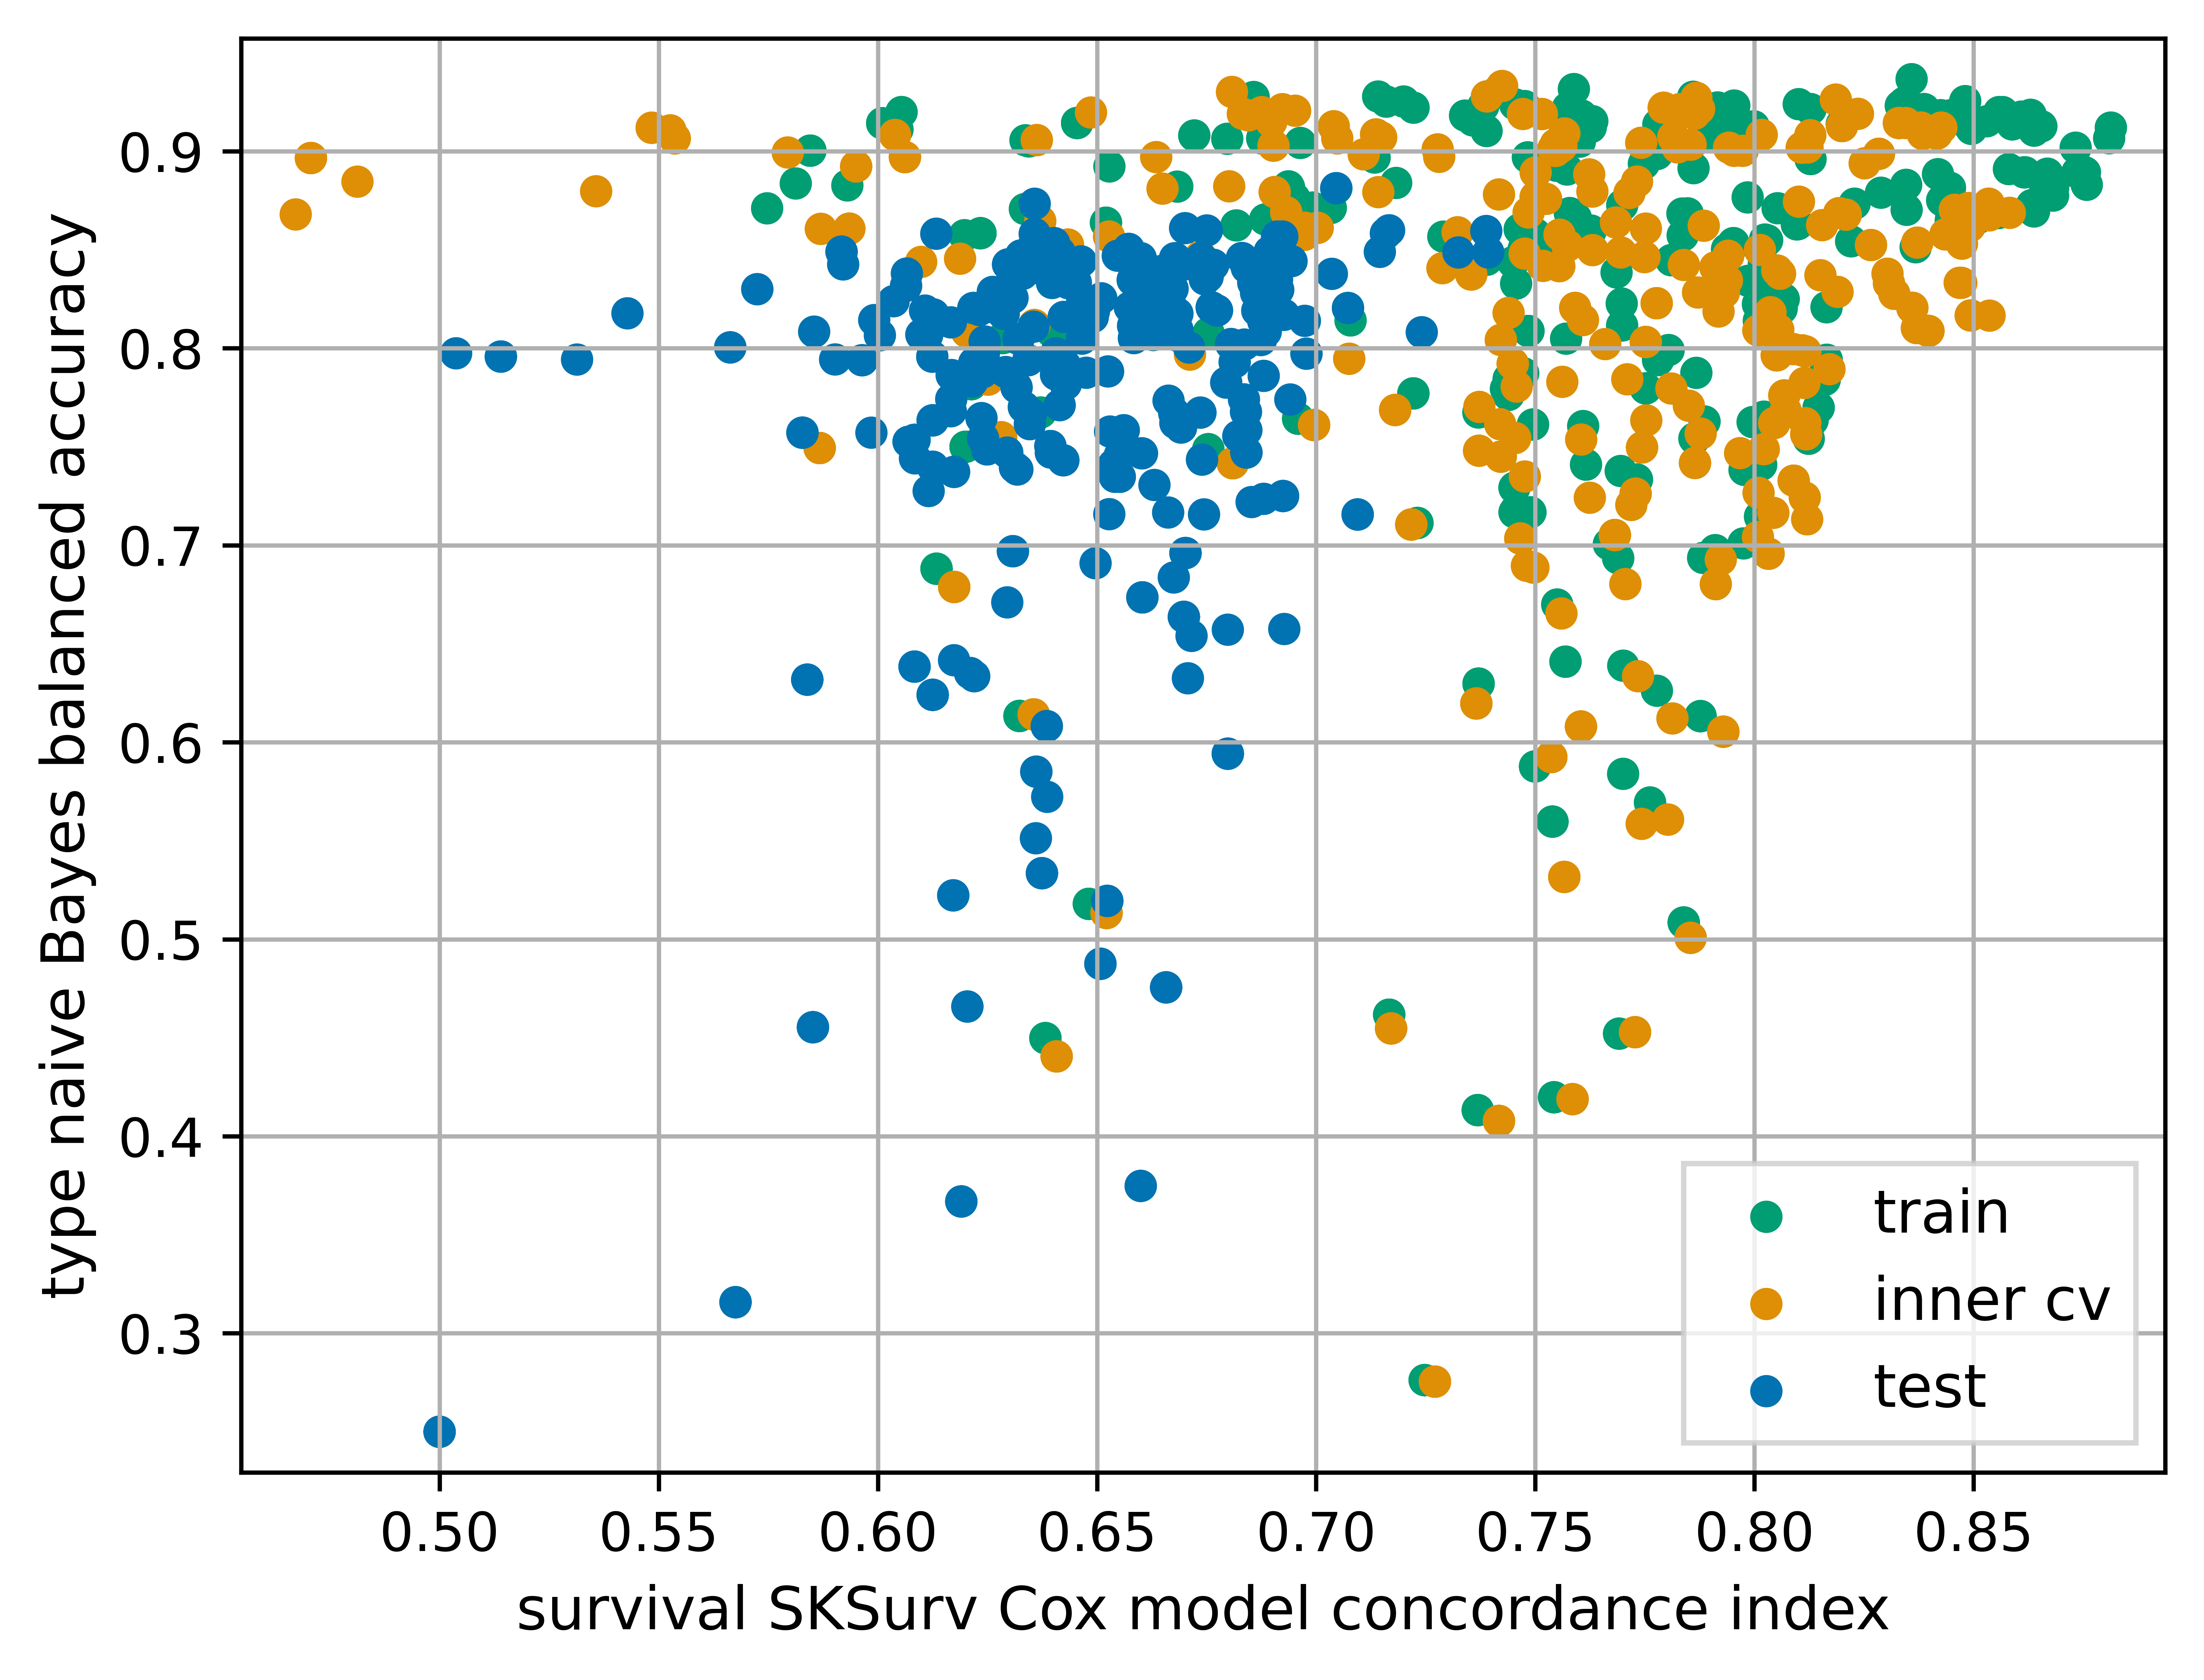 type naive Bayes balanced accuracy
0.9
0.8
0.7
0.6
0.5
0.4
0.3
0.50 0.55 0.60 0.65 0.70 0.75 0.80 0.85
survival SKSurv Cox model concordance index
train
inner cv
test